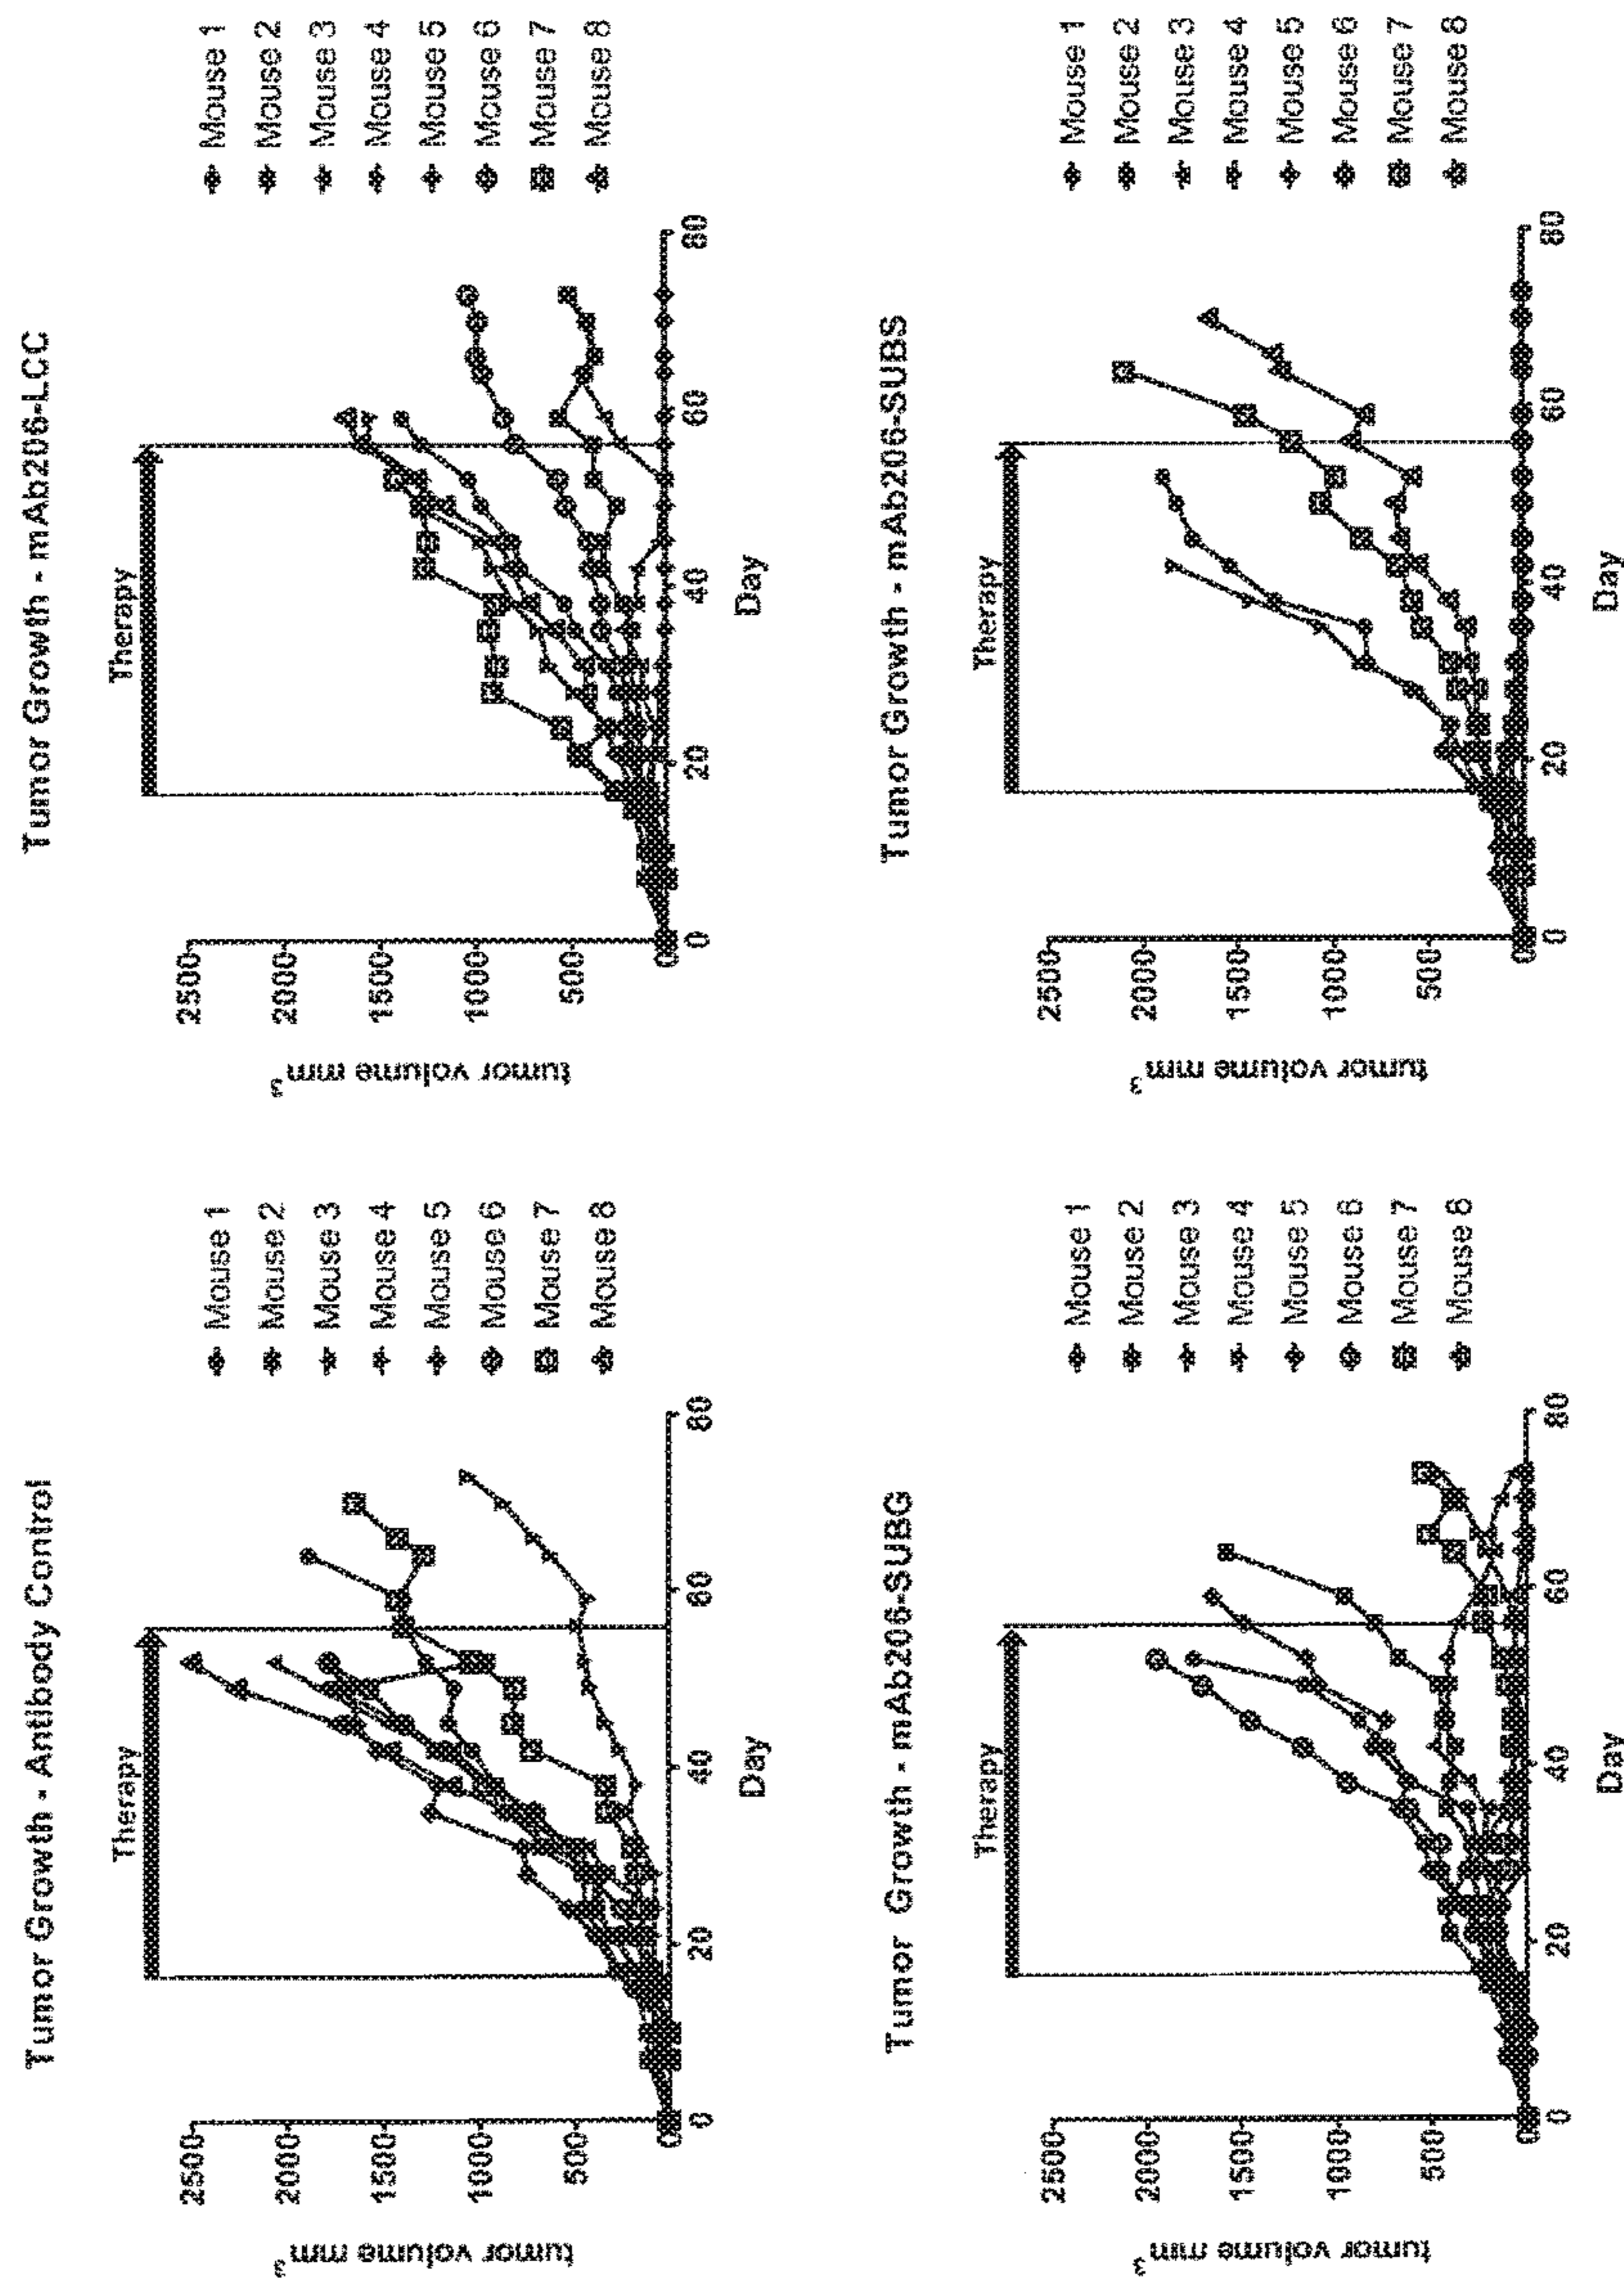 Tumor Growth - Antibody Control
Therapy
tumor volume mm3
2500
2000
1500
1000
500
0
0
20
40
60
80
Day
Mouse 1
Mouse 2
Mouse 3
Mouse 4
Mouse 5
Mouse 6
Mouse 7
Mouse 8
Tumor Growth - mAb206-LCC
Therapy
tumor volume mm3
2500
2000
1500
1000
500
0
0
20
40
60
80
Day
Mouse 1
Mouse 2
Mouse 3
Mouse 4
Mouse 5
Mouse 6
Mouse 7
Mouse 8
Tumor Growth - mAb206-SUBG
Therapy
tumor volume mm3
2500
2000
1500
1000
500
0
0
20
40
60
80
Day
Mouse 1
Mouse 2
Mouse 3
Mouse 4
Mouse 5
Mouse 6
Mouse 7
Mouse 8
Tumor Growth - mAb206-SUBS
Therapy
tumor volume mm3
2500
2000
1500
1000
500
0
0
20
40
60
80
Day
Mouse 1
Mouse 2
Mouse 3
Mouse 4
Mouse 5
Mouse 6
Mouse 7
Mouse 8